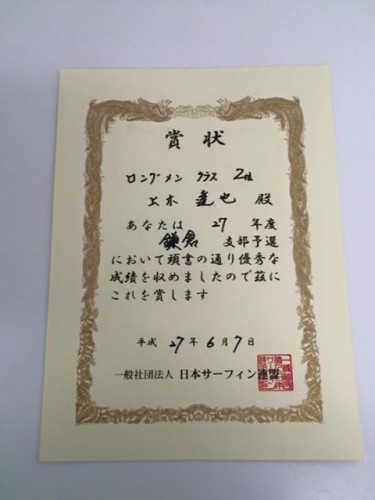 賞状
ロングメン クラス 2位
上木 達也 殿
あなたは 27 年度
鎌倉 支部予選
において頭書の通り優秀な
成績を収めましたので茲に
これを賞します
平成 27年 6月 7日
一般社団法人 日本サーフィン連盟